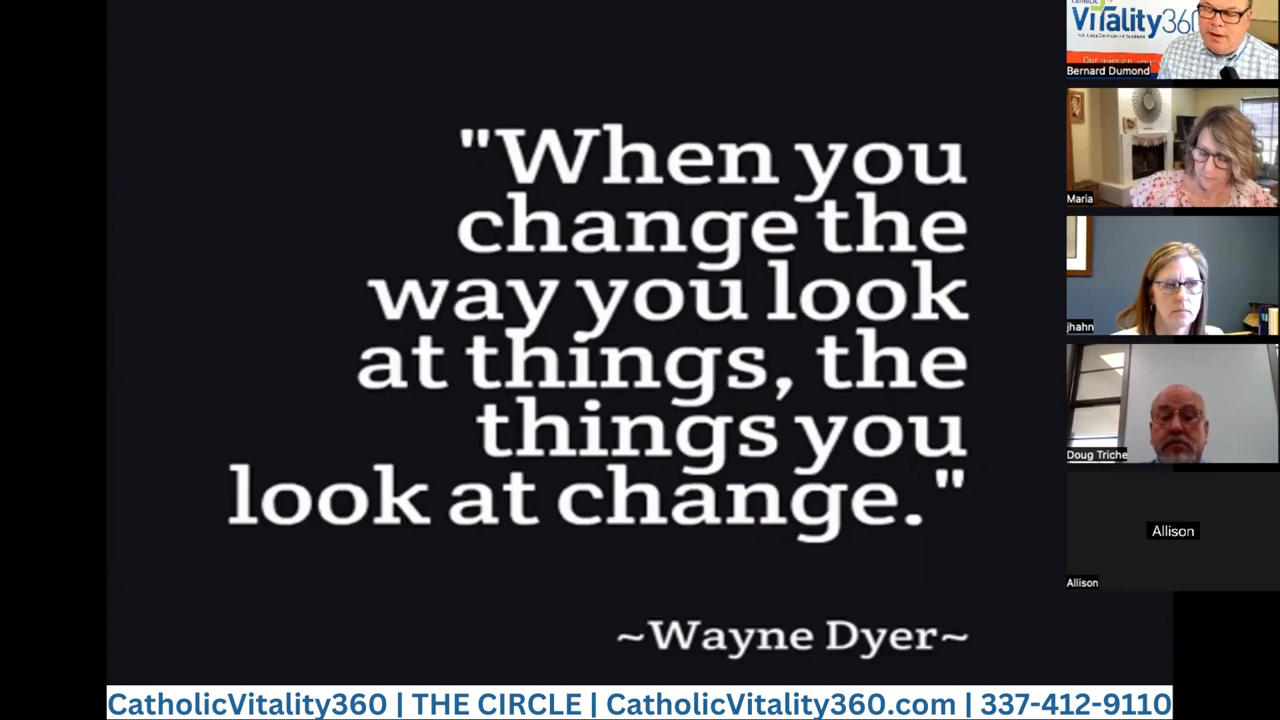 "When you
change the
way you look
at things, the
things you
look at change."
~Wayne Dyer~
CATHOLIC
Vitality360
Bernard Dumond
Maria
jhahn
Doug Triche
Allison
Allison
CatholicVitality360 | THE CIRCLE | CatholicVitality360.com | 337-412-9110